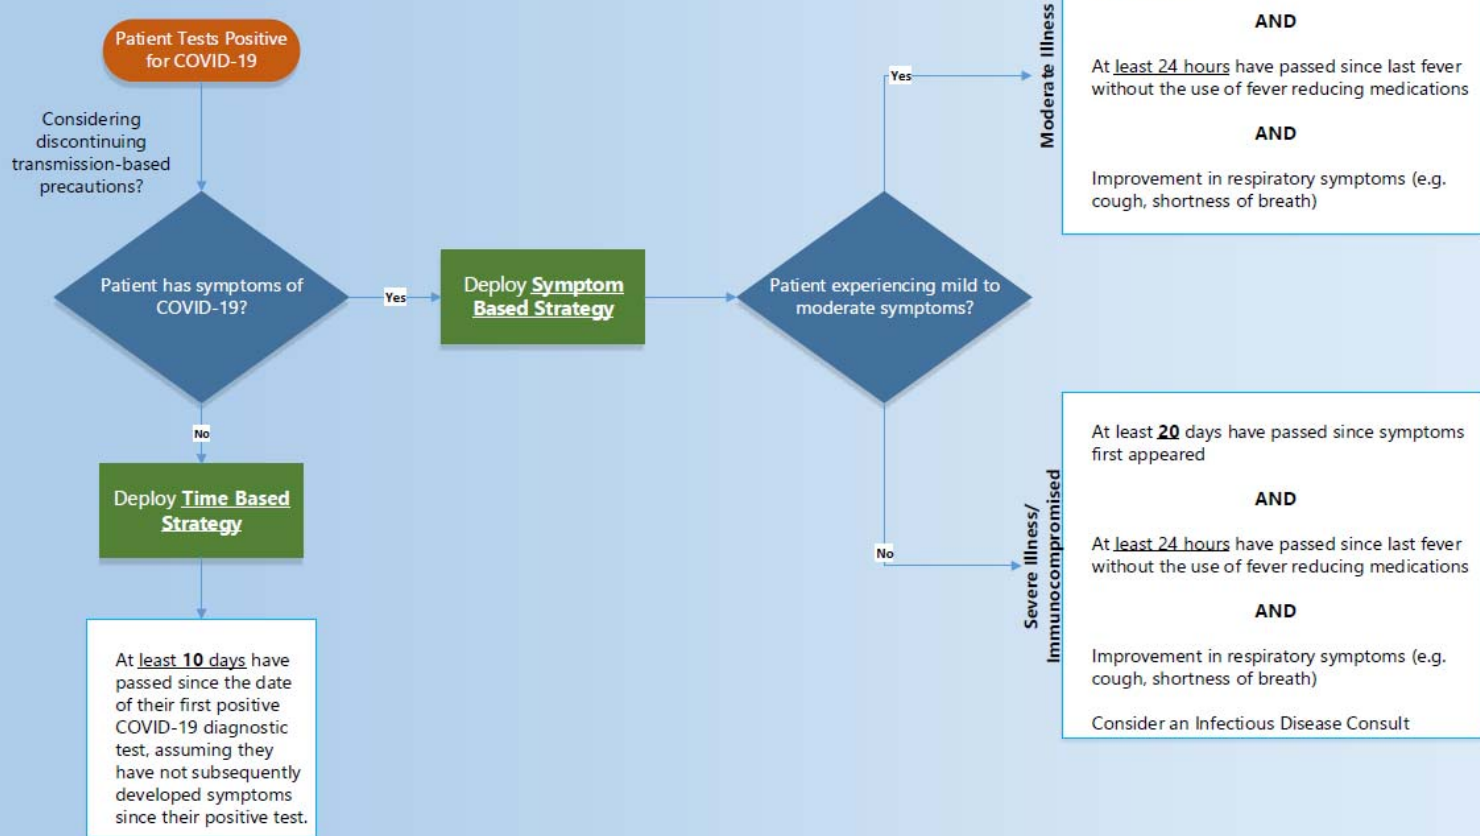 Patient Tests Positive
for COVID-19
Considering
discontinuing
transmission-based
precautions?
Patient has symptoms of
COVID-19?
Yes
Deploy Symptom
Based Strategy
Patient experiencing mild to
moderate symptoms?
Yes
Moderate Illness
AND
At least 24 hours have passed since last fever
without the use of fever reducing medications
AND
Improvement in respiratory symptoms (e.g.
cough, shortness of breath)
No
Severe Illness/
Immunocompromised
At least 20 days have passed since symptoms
first appeared
AND
At least 24 hours have passed since last fever
without the use of fever reducing medications
AND
Improvement in respiratory symptoms (e.g.
cough, shortness of breath)
Consider an Infectious Disease Consult
No
Deploy Time Based
Strategy
At least 10 days have
passed since the date
of their first positive
COVID-19 diagnostic
test, assuming they
have not subsequently
developed symptoms
since their positive test.